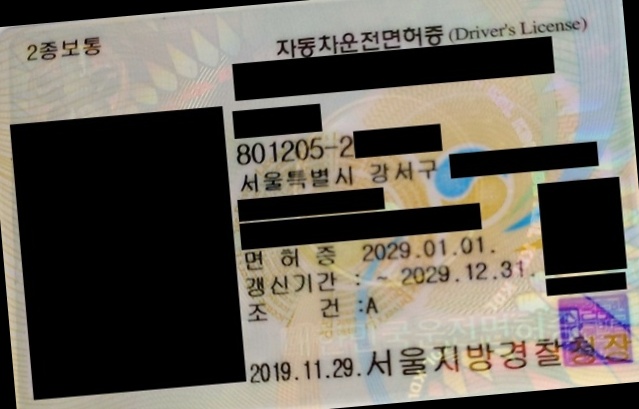 2종보통
자동차운전면허증 (Driver's License)
801205-2
서울특별시 강서구
면 허 증 2029.01.01.
갱신기간 : ~ 2029.12.31.
조 건 :A
2019.11.29. 서울지방경찰청장